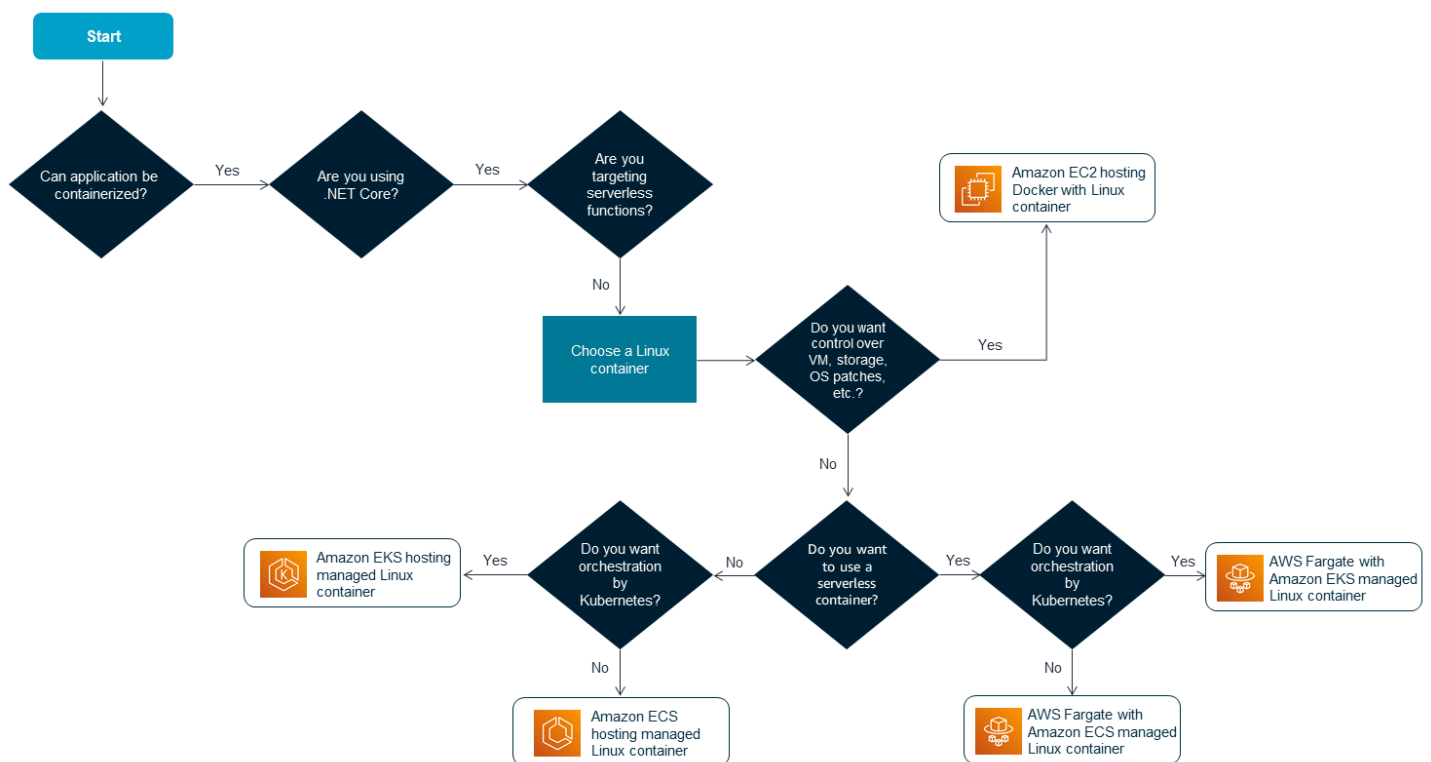 Start
Can application be
containerized?
Yes
Are you using
.NET Core?
Yes
Are you
targeting
serverless
functions?
No
Choose a Linux
container
Do you want
control over
VM, storage,
OS patches,
etc.?
Yes
Amazon EC2 hosting
Docker with Linux
container
No
Do you want
to use a
serverless
container?
No
Do you want
orchestration
by
Kubernetes?
Yes
Amazon EKS hosting
managed Linux
container
K
No
Amazon ECS
hosting managed
Linux container
Yes
Do you want
orchestration
by
Kubernetes?
Yes
AWS Fargate with
Amazon EKS managed
Linux container
No
AWS Fargate with
Amazon ECS managed
Linux container